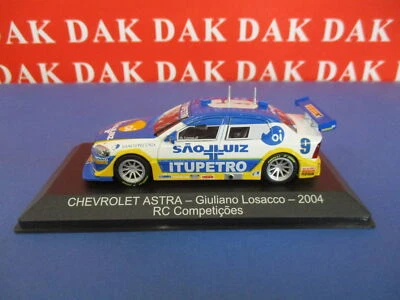 DAK DAK DAK DAK DAK
DAK DAK DAK DAK DAK
oi
SÃO LUIZ
9
ITUPETRO
CHEVROLET ASTRA – Giuliano Losacco – 2004
RC Competições